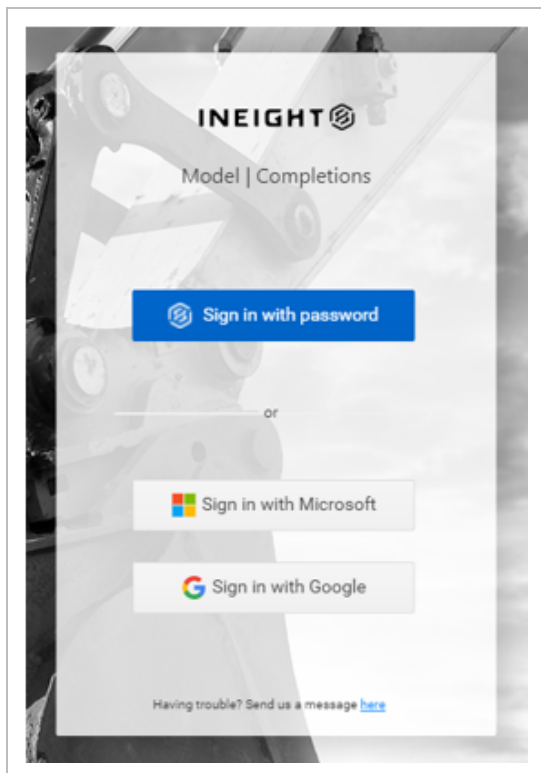 INEIGHT
Model | Completions
Sign in with password
or
Sign in with Microsoft
Sign in with Google
Having trouble? Send us a message here